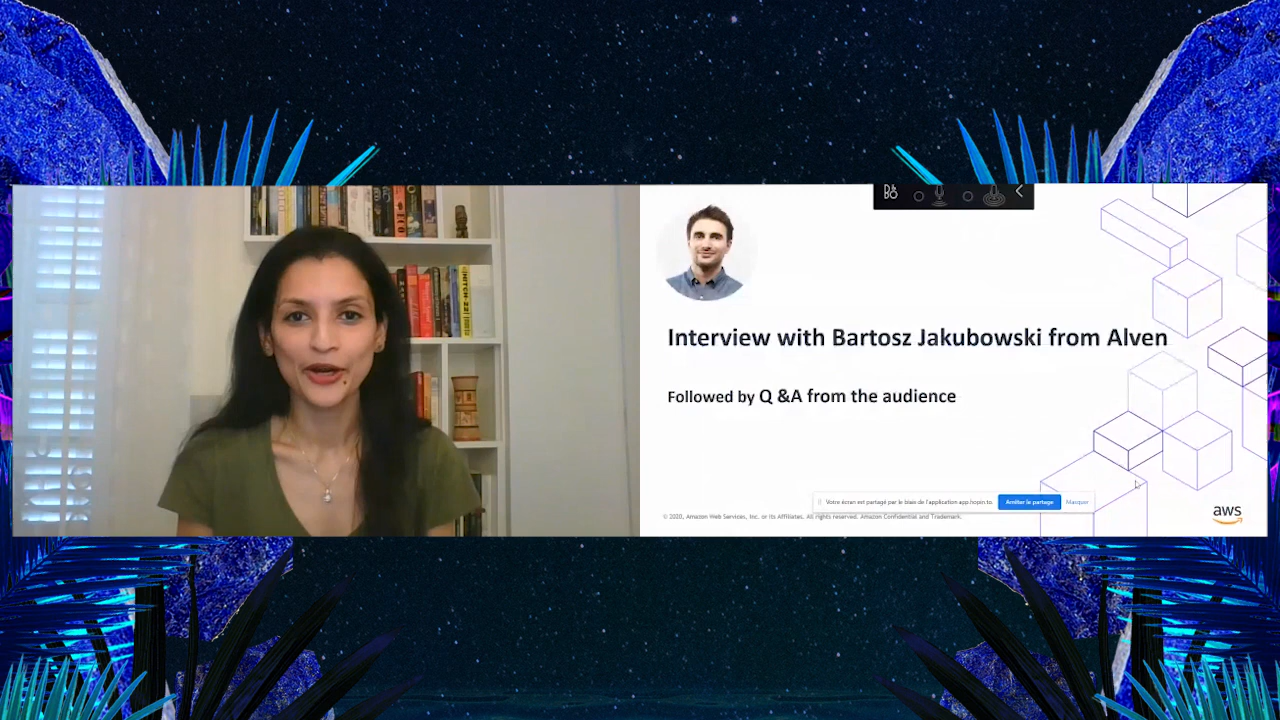 HITCH-22
Interview with Bartosz Jakubowski from Alven
Followed by Q &A from the audience
Votre écran est partagé par le biais de l'application app.hopin.to.
Arrêter le partage
Masquer
© 2020, Amazon Web Services, Inc. or its Affiliates. All rights reserved. Amazon Confidential and Trademark.
aws